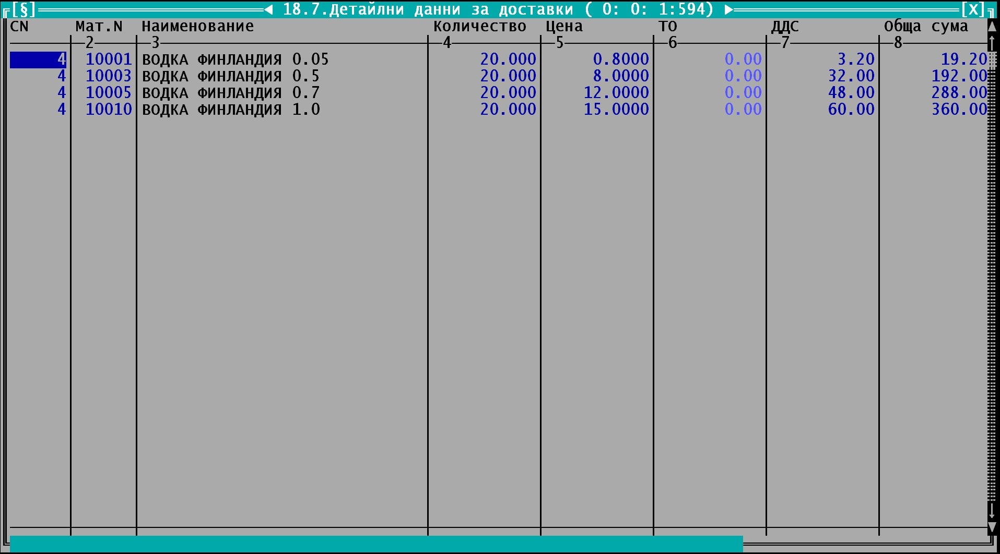 [§] 18.7.Детайлни данни за доставки ( 0: 0: 1:594) [X]
CN Мат.N Наименование Количество Цена ТО ДДС Обща сума
2 3 4 5 6 7 8
4 10001 ВОДКА ФИНЛАНДИЯ 0.05 20.000 0.8000 0.00 3.20 19.20
4 10003 ВОДКА ФИНЛАНДИЯ 0.5 20.000 8.0000 0.00 32.00 192.00
4 10005 ВОДКА ФИНЛАНДИЯ 0.7 20.000 12.0000 0.00 48.00 288.00
4 10010 ВОДКА ФИНЛАНДИЯ 1.0 20.000 15.0000 0.00 60.00 360.00